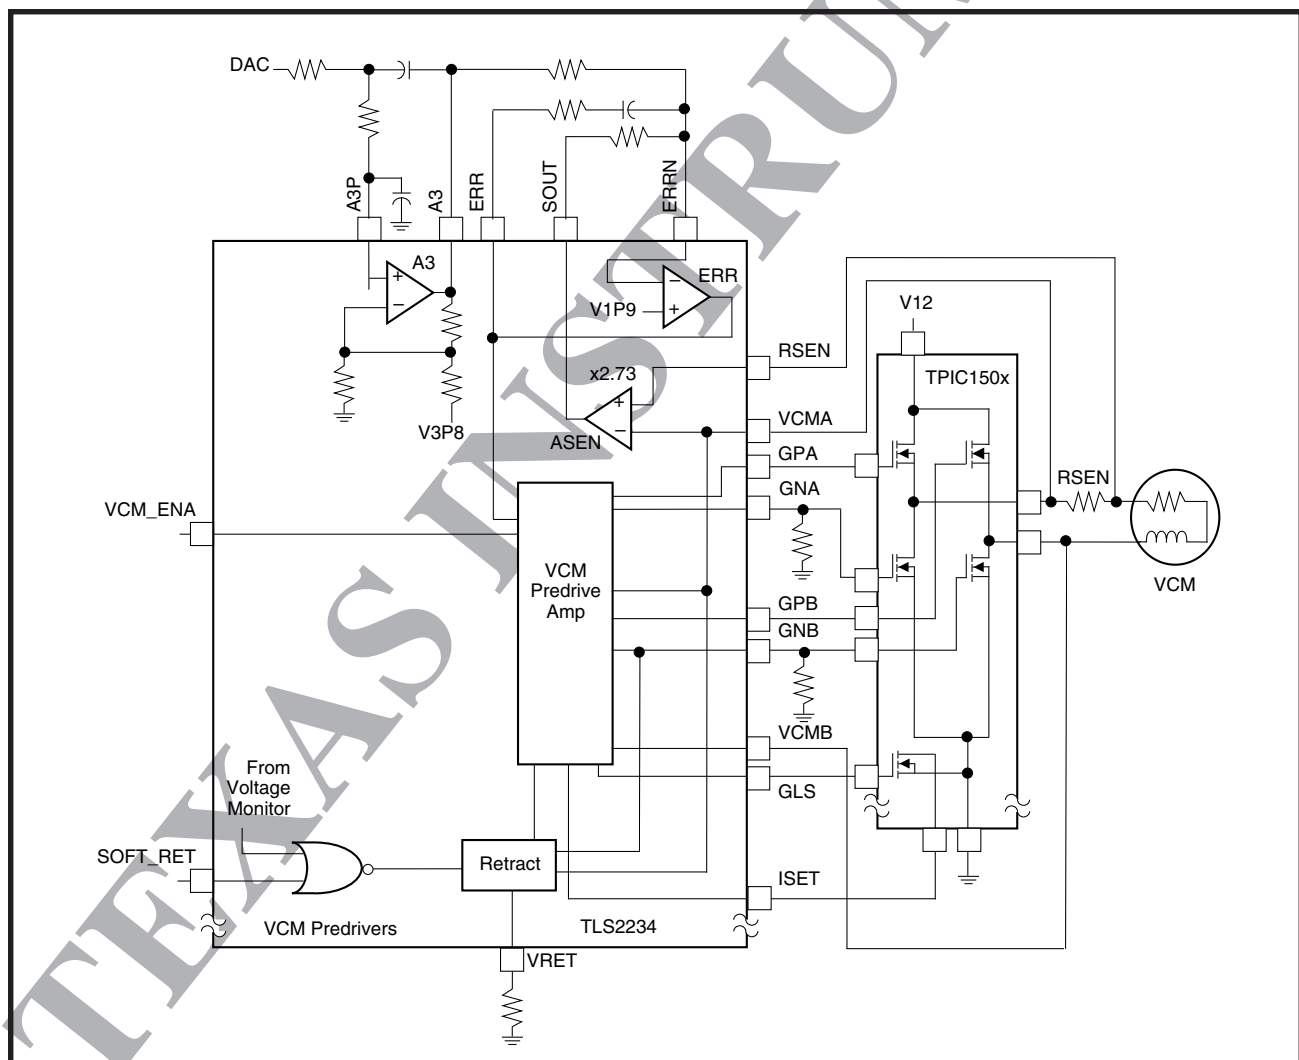 DAC
A3P
A3
ERR
SOUT
ERRN
A3
+
−
ERR
−
+
V1P9
V3P8
x2.73
+
−
ASEN
RSEN
VCMA
GPA
GNA
GPB
GNB
VCMB
GLS
ISET
V12
TPIC150x
RSEN
VCM
VCM_ENA
VCM
Predrive
Amp
From
Voltage
Monitor
SOFT_RET
Retract
VCM Predrivers
TLS2234
VRET
TEXAS INSTRUM